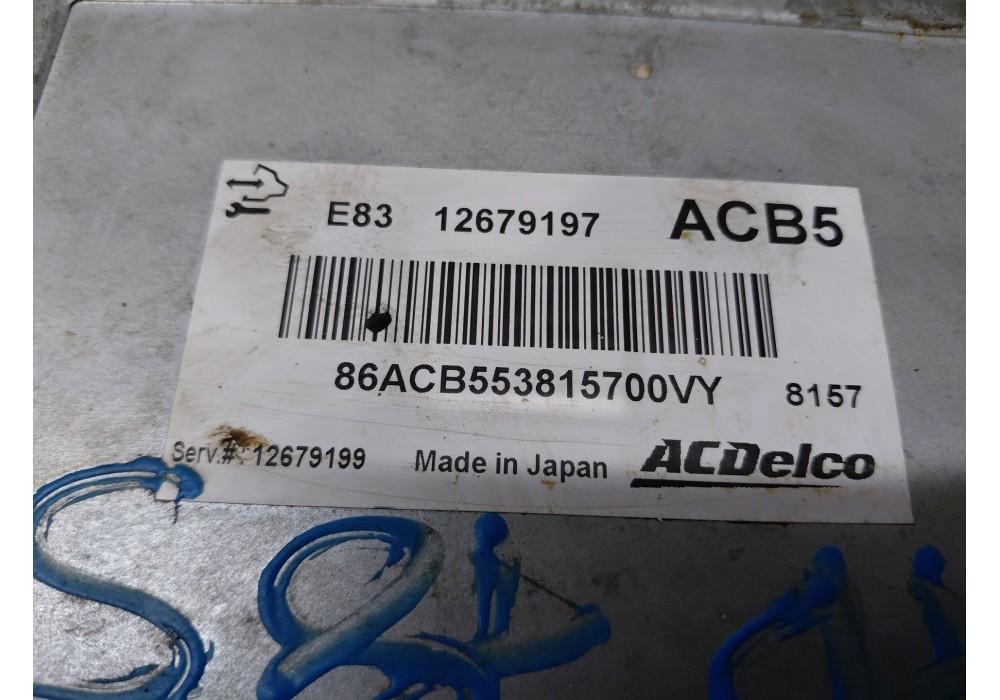 E83 12679197 ACB5
86ACB553815700VY 8157
Serv.#: 12679199 Made in Japan ACDelco